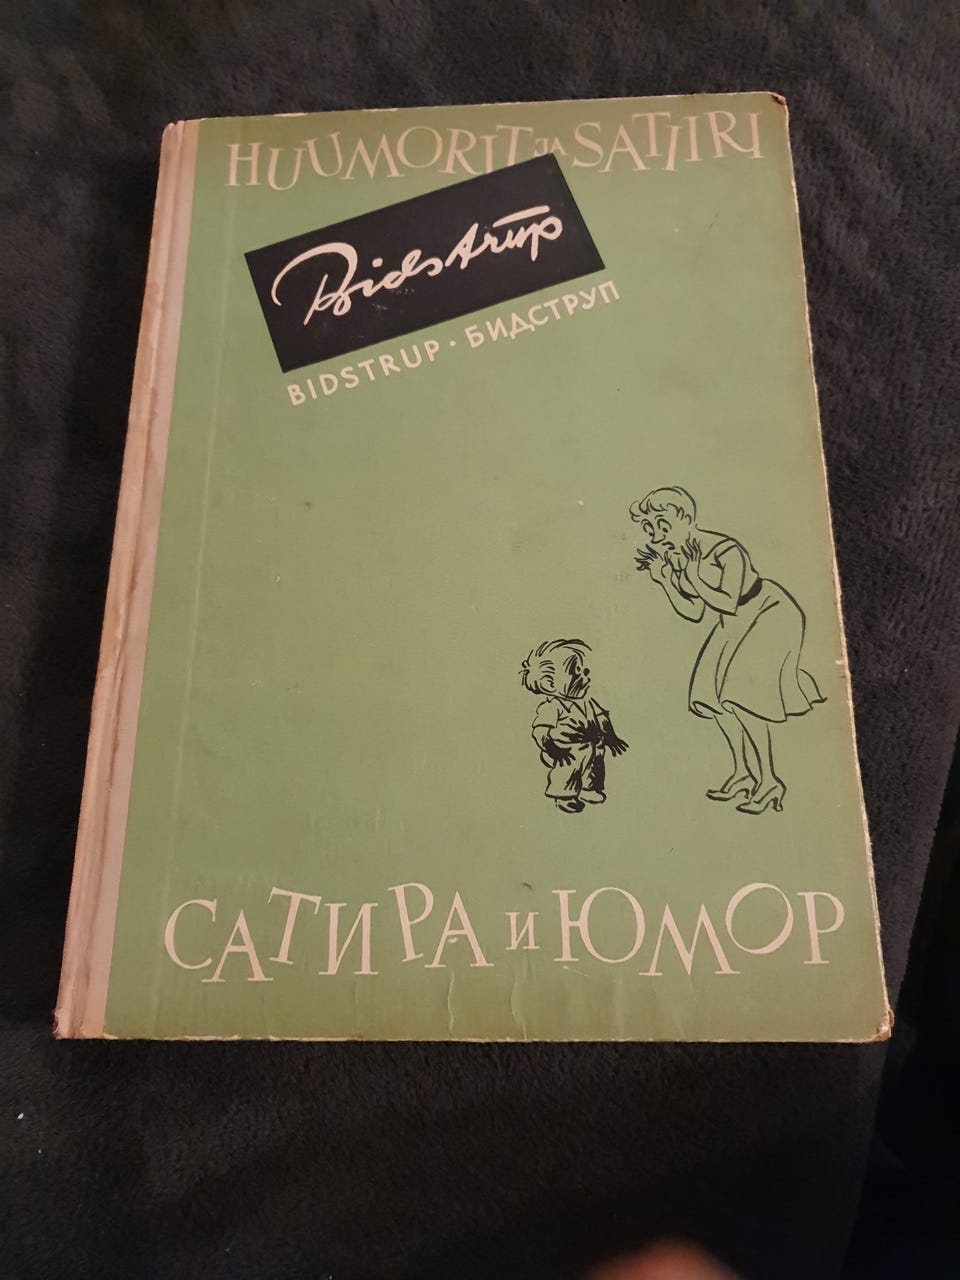 HUUMORIT JA SATIIRI
Bidstrup
BIDSTRUP · БИДСТРУП
САТИРА И ЮМОР